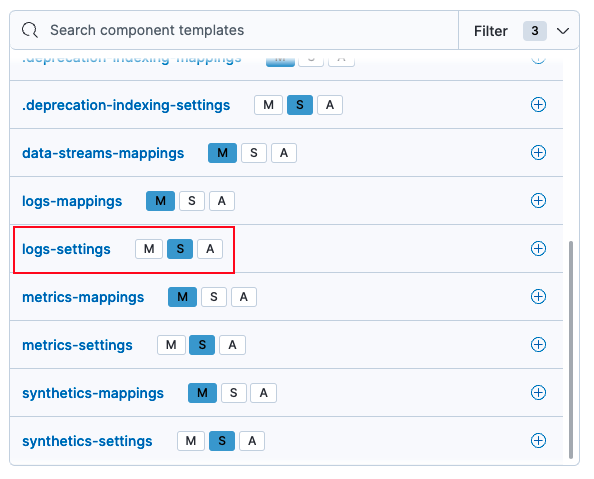 Search component templates Filter 3
.deprecation-indexing-mappings M S A
.deprecation-indexing-settings M S A
data-streams-mappings M S A
logs-mappings M S A
logs-settings M S A
metrics-mappings M S A
metrics-settings M S A
synthetics-mappings M S A
synthetics-settings M S A